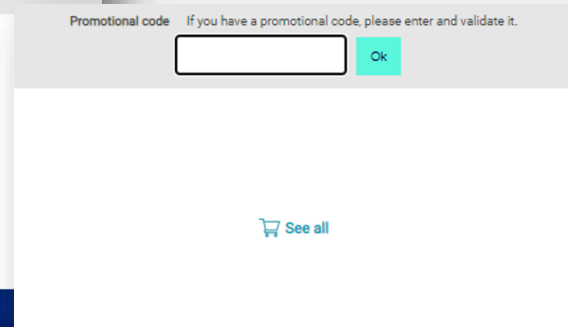 Promotional code If you have a promotional code, please enter and validate it.
Ok
See all